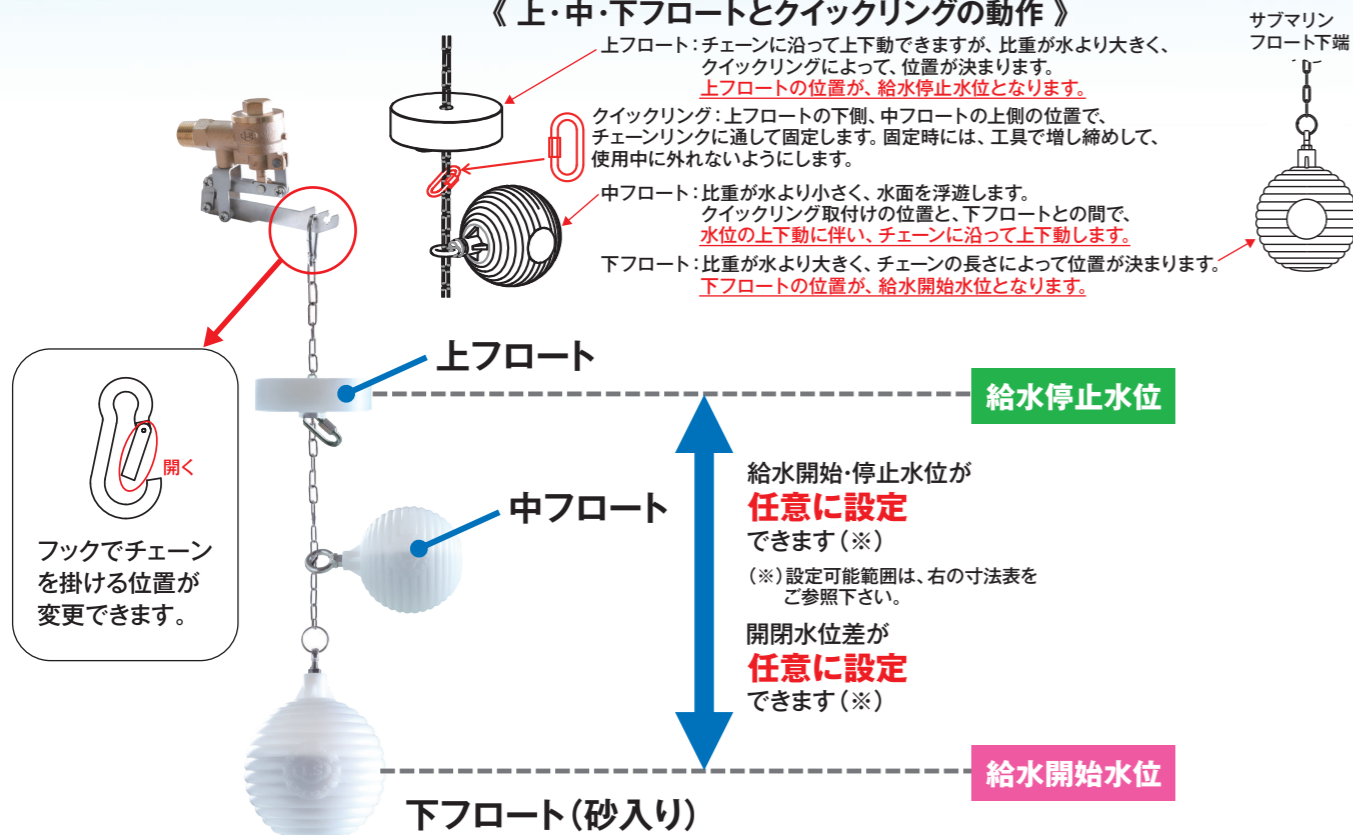 《 上・中・下フロートとクイックリングの動作 》
サブマリン
フロート下端
上フロート：チェーンに沿って上下動できますが、比重が水より大きく、
クイックリングによって、位置が決まります。
上フロートの位置が、給水停止水位となります。
クイックリング：上フロートの下側、中フロートの上側の位置で、
チェーンリンクに通して固定します。固定時には、工具で増し締めして、
使用中に外れないようにします。
中フロート：比重が水より小さく、水面を浮遊します。
クイックリング取付けの位置と、下フロートとの間で、
水位の上下動に伴い、チェーンに沿って上下動します。
下フロート：比重が水より大きく、チェーンの長さによって位置が決まります。
下フロートの位置が、給水開始水位となります。
上フロート
給水停止水位
開く
フックでチェーン
を掛ける位置が
変更できます。
中フロート
給水開始・停止水位が
任意に設定
できます（※）
（※）設定可能範囲は、右の寸法表を
ご参照下さい。
開閉水位差が
任意に設定
できます（※）
給水開始水位
下フロート（砂入り）